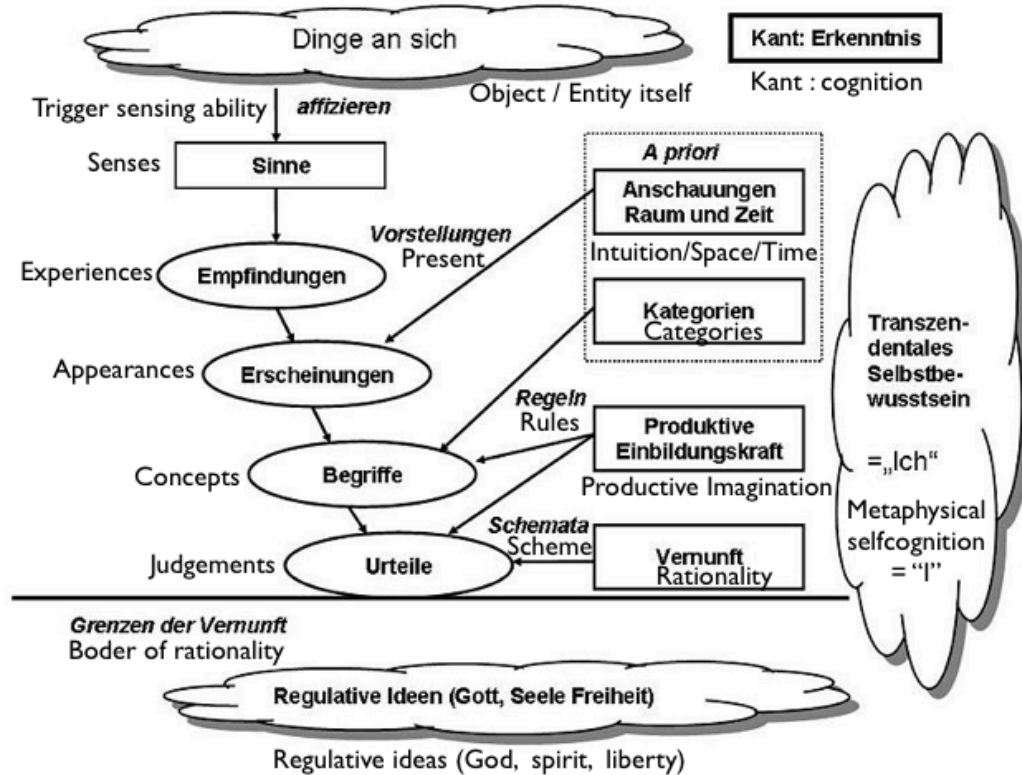 Dinge an sich
Kant: Erkenntnis
Kant : cognition
Object / Entity itself
Trigger sensing ability
affizieren
Senses
Sinne
A priori
Anschauungen
Raum und Zeit
Intuition/Space/Time
Vorstellungen
Present
Experiences
Empfindungen
Kategorien
Categories
Appearances
Erscheinungen
Regeln
Rules
Produktive
Einbildungskraft
Productive Imagination
Concepts
Begriffe
Schemata
Scheme
Vernunft
Rationality
Judgements
Urteile
Transzen-
dentales
Selbstbe-
wusstsein
=„Ich“
Metaphysical
selfcognition
= “I”
Grenzen der Vernunft
Boder of rationality
Regulative Ideen (Gott, Seele Freiheit)
Regulative ideas (God, spirit, liberty)